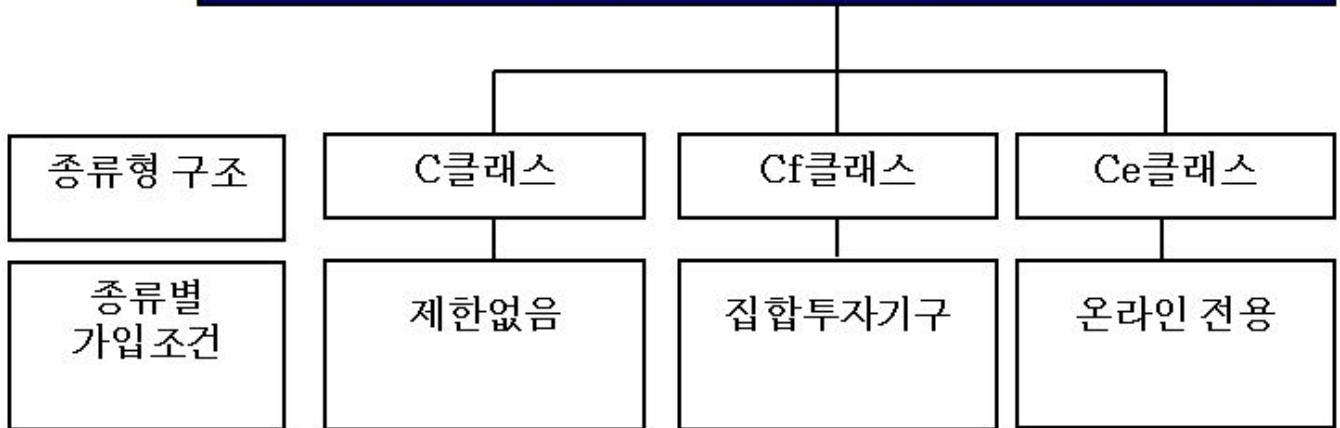 종류형 구조
C클래스
Cf클래스
Ce클래스
종류별
가입조건
제한없음
집합투자기구
온라인 전용